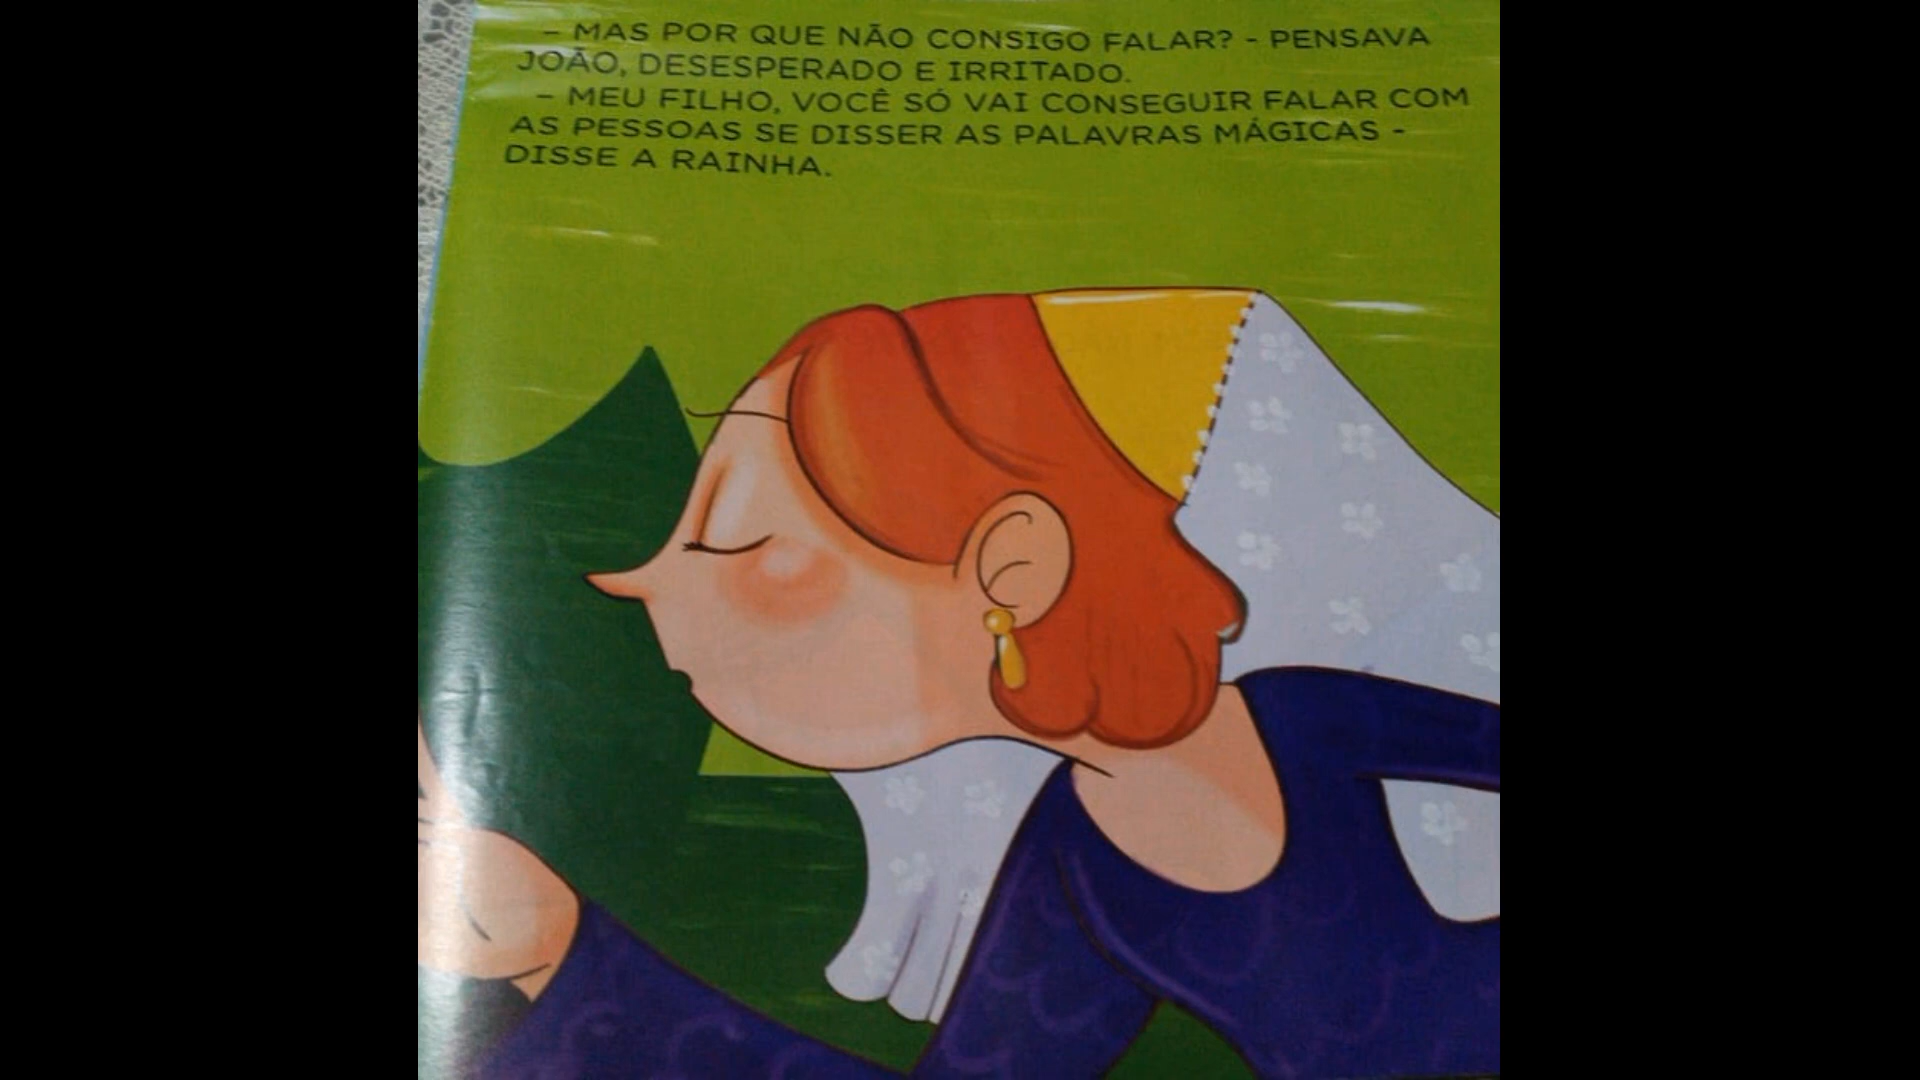 – MAS POR QUE NÃO CONSIGO FALAR? - PENSAVA
JOÃO, DESESPERADO E IRRITADO.
– MEU FILHO, VOCÊ SÓ VAI CONSEGUIR FALAR COM
AS PESSOAS SE DISSER AS PALAVRAS MÁGICAS -
DISSE A RAINHA.